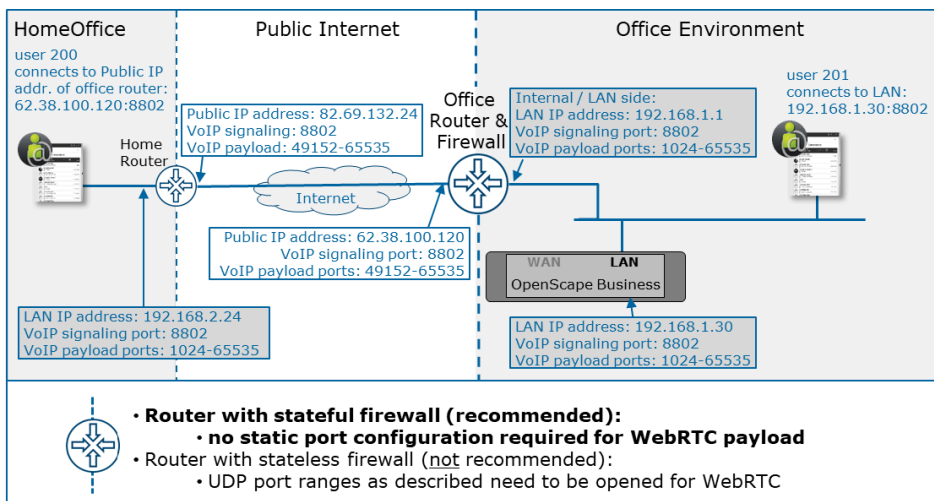 HomeOffice
Public Internet
Office Environment
user 200
connects to Public IP
addr. of office router:
62.38.100.120:8802
Home
Router
Public IP address: 82.69.132.24
VoIP signaling: 8802
VoIP payload: 49152-65535
Office
Router &
Firewall
Internal / LAN side:
LAN IP address: 192.168.1.1
VoIP signaling port: 8802
VoIP payload ports: 1024-65535
user 201
connects to LAN:
192.168.1.30:8802
Internet
Public IP address: 62.38.100.120
VoIP signaling port: 8802
VoIP payload ports: 49152-65535
WAN LAN
OpenScape Business
LAN IP address: 192.168.2.24
VoIP signaling port: 8802
VoIP payload ports: 1024-65535
LAN IP address: 192.168.1.30
VoIP signaling port: 8802
VoIP payload ports: 1024-65535
• Router with stateful firewall (recommended):
• no static port configuration required for WebRTC payload
• Router with stateless firewall (not recommended):
• UDP port ranges as described need to be opened for WebRTC